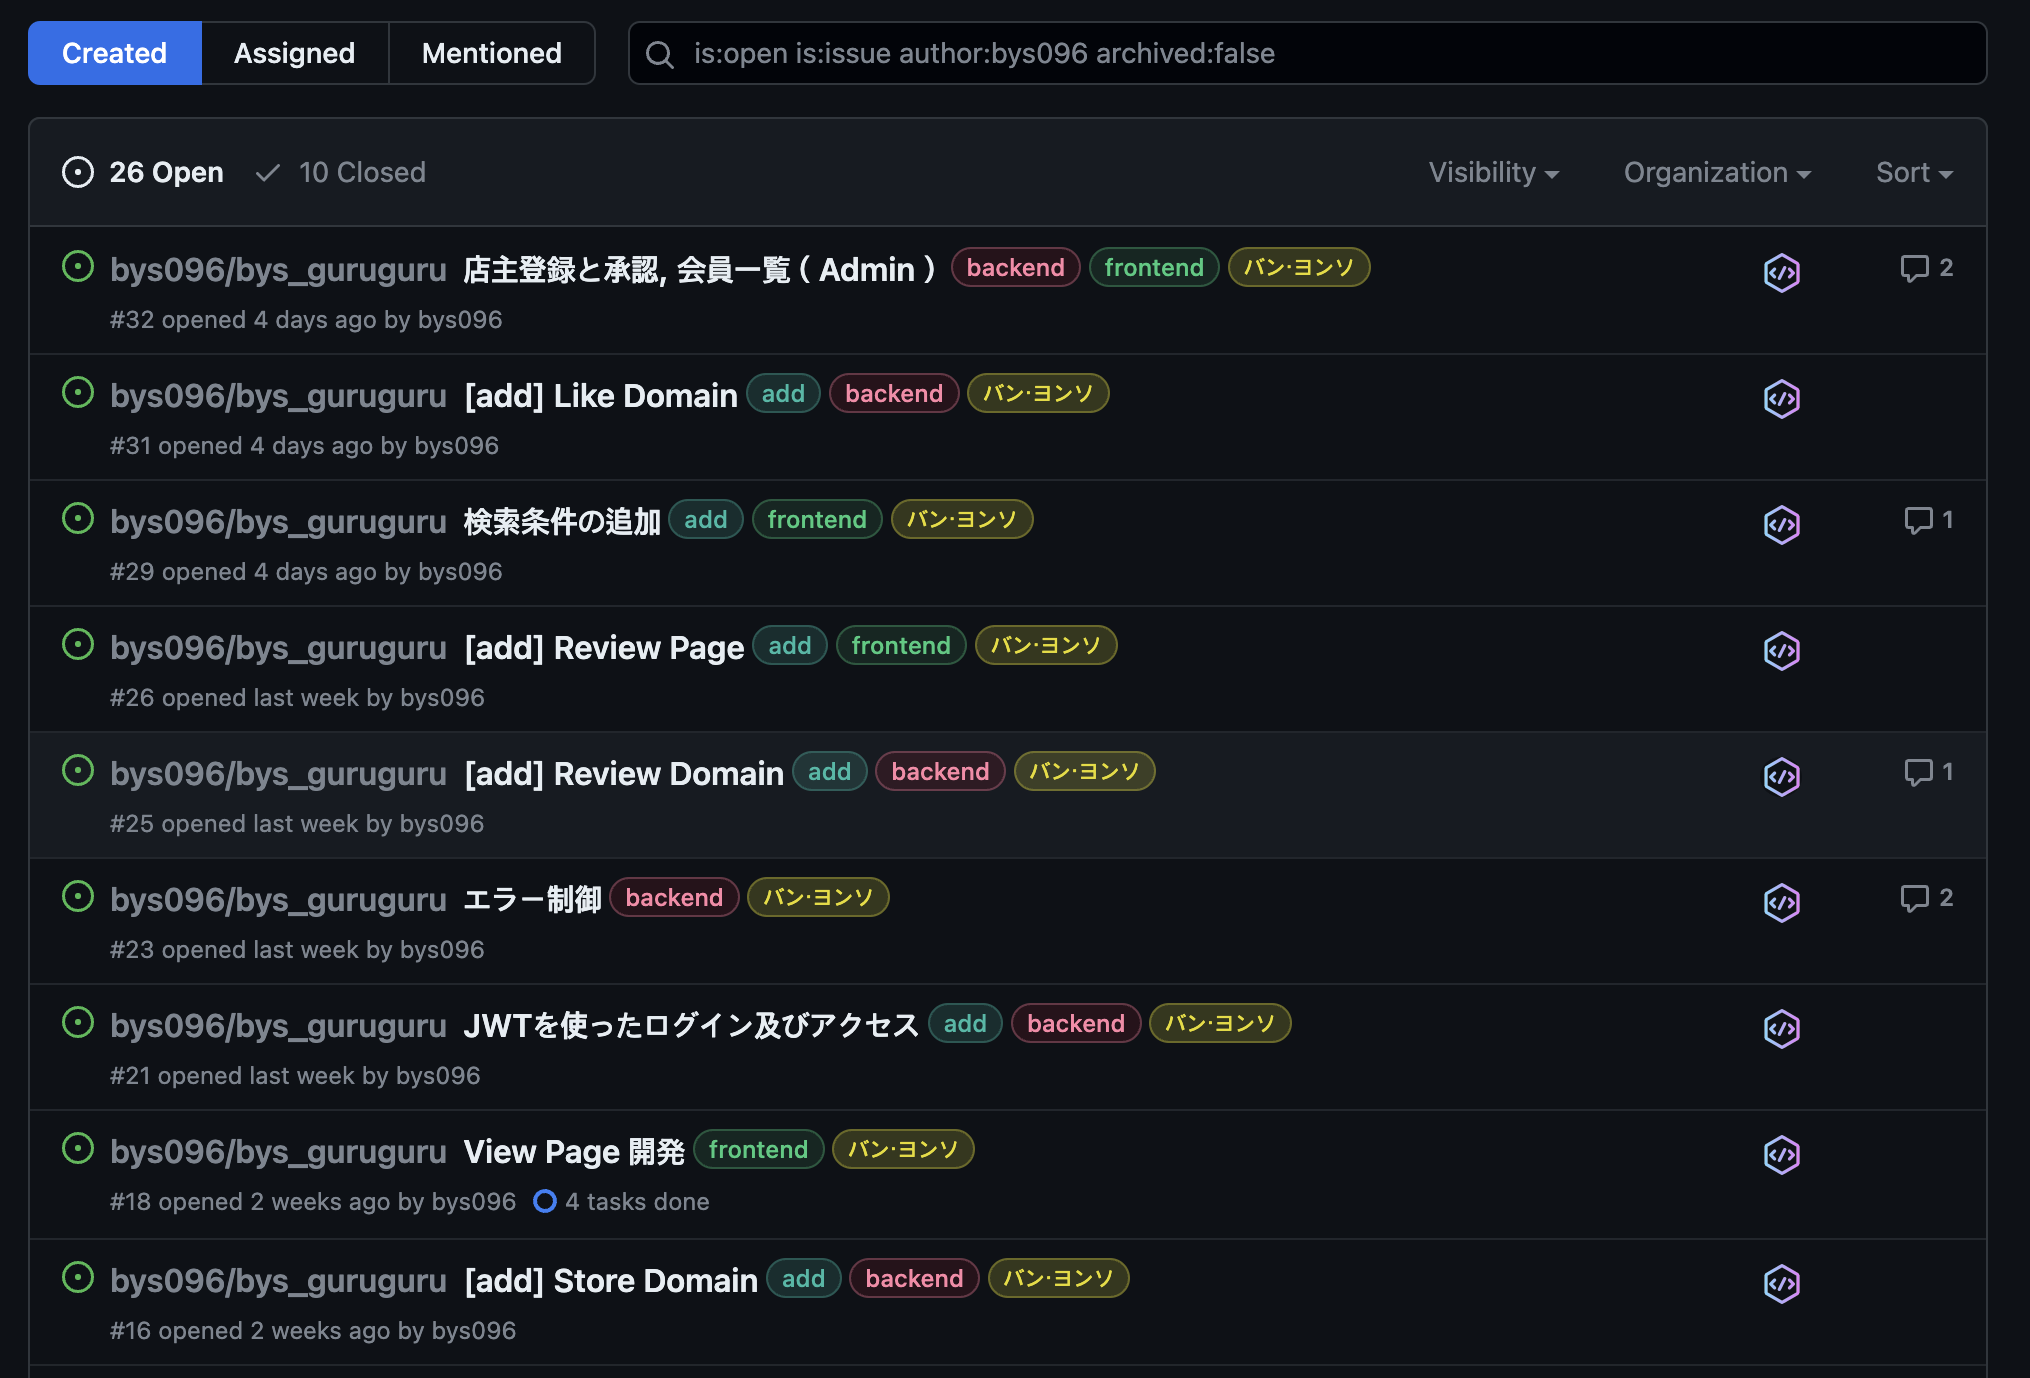 Created Assigned Mentioned is:open is:issue author:bys096 archived:false
26 Open 10 Closed Visibility Organization Sort
bys096/bys_guruguru 店主登録と承認, 会員一覧 ( Admin ) backend frontend バン·ヨンソ 2
#32 opened 4 days ago by bys096
bys096/bys_guruguru [add] Like Domain add backend バン·ヨンソ
#31 opened 4 days ago by bys096
bys096/bys_guruguru 検索条件の追加 add frontend バン·ヨンソ 1
#29 opened 4 days ago by bys096
bys096/bys_guruguru [add] Review Page add frontend バン·ヨンソ
#26 opened last week by bys096
bys096/bys_guruguru [add] Review Domain add backend バン·ヨンソ 1
#25 opened last week by bys096
bys096/bys_guruguru エラー制御 backend バン·ヨンソ 2
#23 opened last week by bys096
bys096/bys_guruguru JWTを使ったログイン及びアクセス add backend バン·ヨンソ
#21 opened last week by bys096
bys096/bys_guruguru View Page 開発 frontend バン·ヨンソ
#18 opened 2 weeks ago by bys096 4 tasks done
bys096/bys_guruguru [add] Store Domain add backend バン·ヨンソ
#16 opened 2 weeks ago by bys096